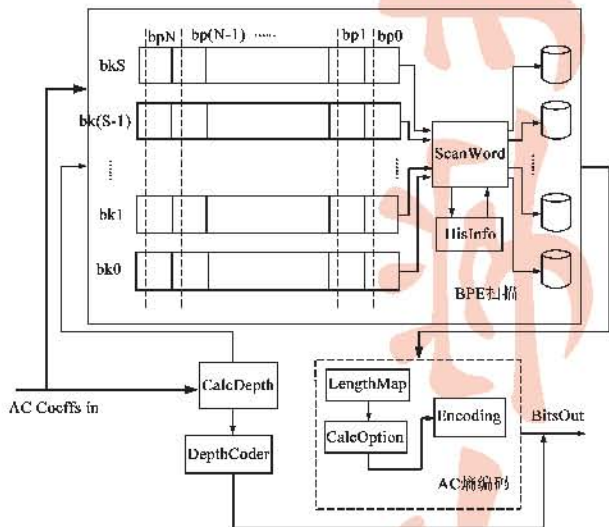 bpN bp(N-1) ...... bp1 bp0
bkS
bk(S-1)
ScanWord
......
bk1
HisInfo
bk0
BPE扫描
CalcDepth
LengthMap
AC Coeffs in
Encoding
BitsOut
CalcOption
DepthCoder
AC熵编码